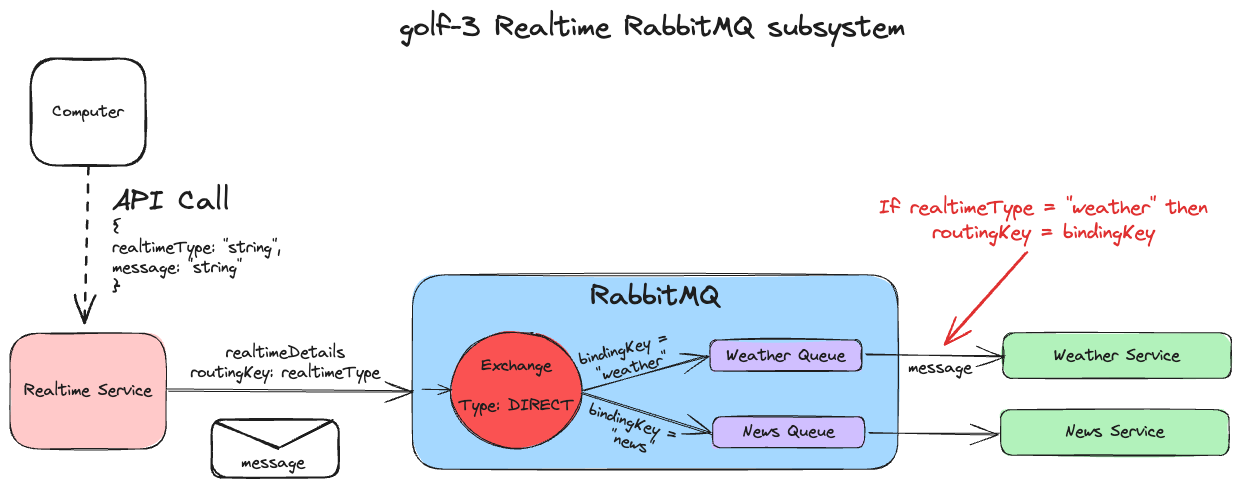 golf-3 Realtime RabbitMQ subsystem
Computer
API Call
{
realtimeType: "string",
message: "string"
}
If realtimeType = "weather" then
routingKey = bindingKey
RabbitMQ
Realtime Service
realtimeDetails
routingKey: realtimeType
message
Exchange
Type: DIRECT
bindingKey =
"weather"
bindingKey =
"news"
Weather Queue
News Queue
message
Weather Service
News Service